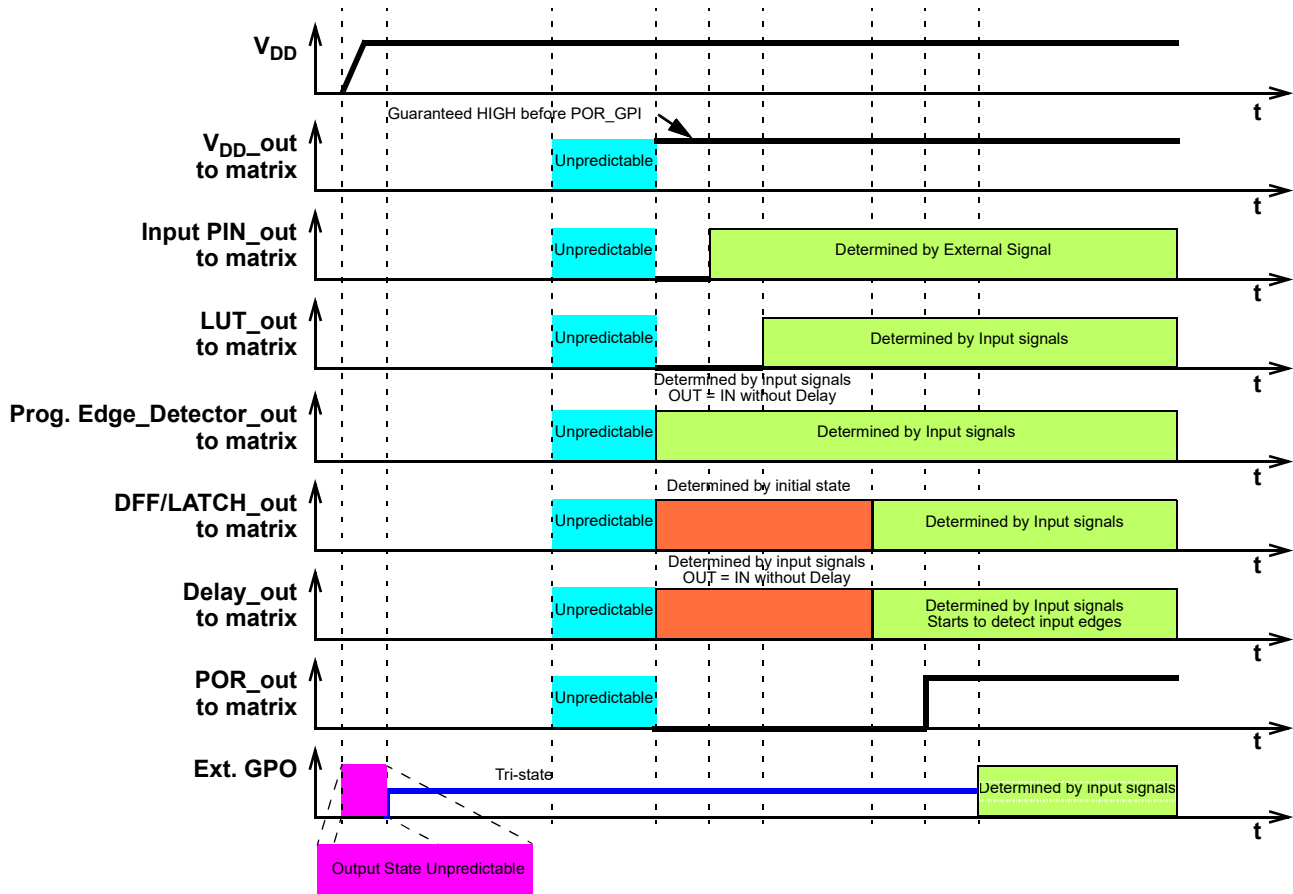 VDD
t
Guaranteed HIGH before POR_GPI
VDD_out
to matrix
Unpredictable
t
Input PIN_out
to matrix
Unpredictable
Determined by External Signal
t
LUT_out
to matrix
Unpredictable
Determined by Input signals
t
Determined by input signals
OUT = IN without Delay
Prog. Edge_Detector_out
to matrix
Unpredictable
Determined by Input signals
t
Determined by initial state
DFF/LATCH_out
to matrix
Unpredictable
Determined by Input signals
t
Determined by input signals
OUT = IN without Delay
Delay_out
to matrix
Unpredictable
Determined by Input signals
Starts to detect input edges
t
POR_out
to matrix
Unpredictable
t
Ext. GPO
Tri-state
Determined by input signals
t
Output State Unpredictable